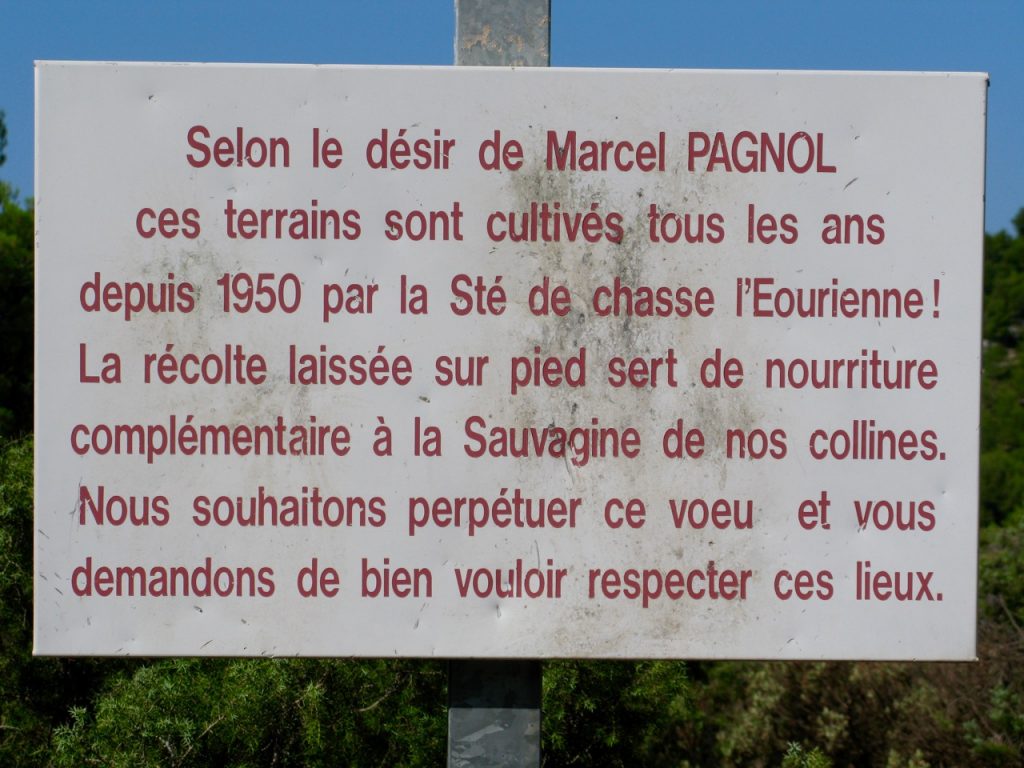 Selon le désir de Marcel PAGNOL
ces terrains sont cultivés tous les ans
depuis 1950 par la Sté de chasse l'Eourienne!
La récolte laissée sur pied sert de nourriture
complémentaire à la Sauvagine de nos collines.
Nous souhaitons perpétuer ce voeu et vous
demandons de bien vouloir respecter ces lieux.